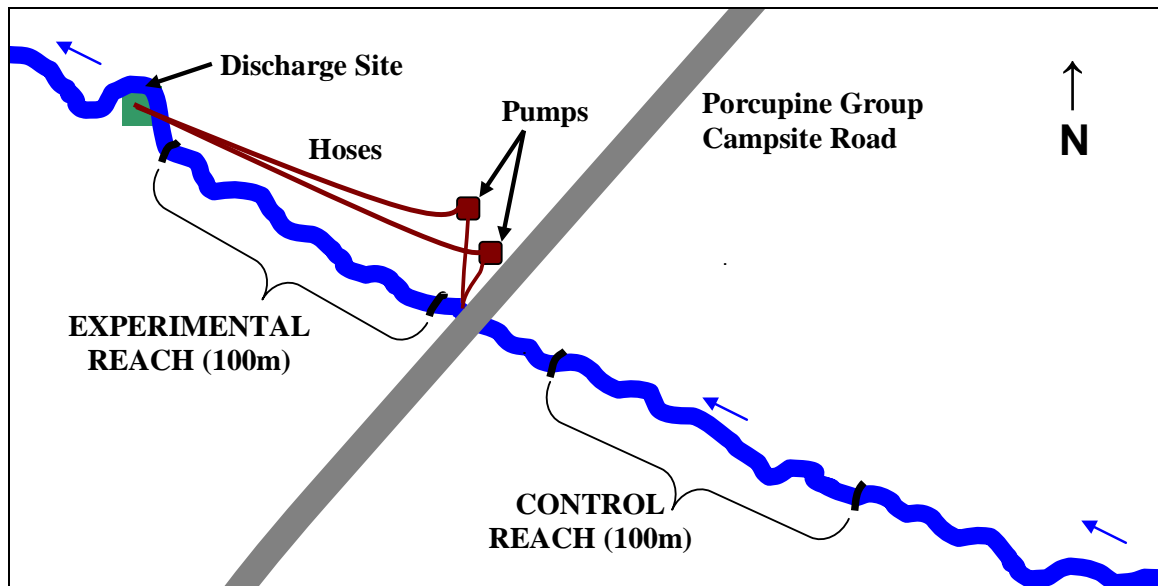 Discharge Site
Pumps
Porcupine Group
Campsite Road
N
Hoses
EXPERIMENTAL
REACH (100m)
CONTROL
REACH (100m)